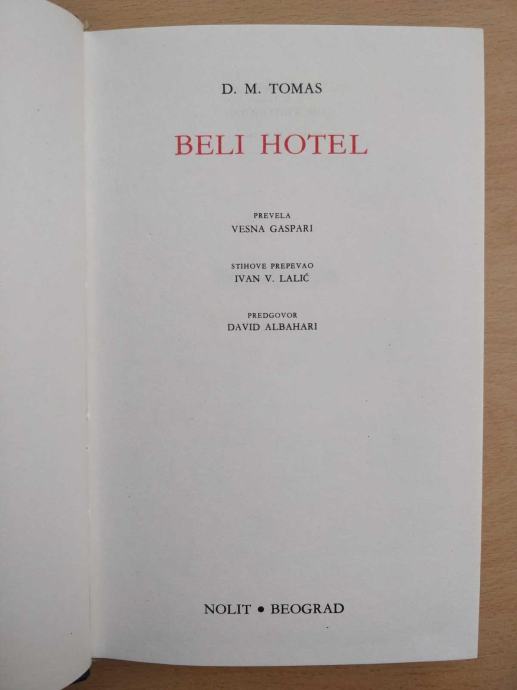 D. M. TOMAS
BELI HOTEL
PREVELA
VESNA GASPARI
STIHOVE PREPEVAO
IVAN V. LALIĆ
PREDGOVOR
DAVID ALBAHARI
NOLIT • BEOGRAD